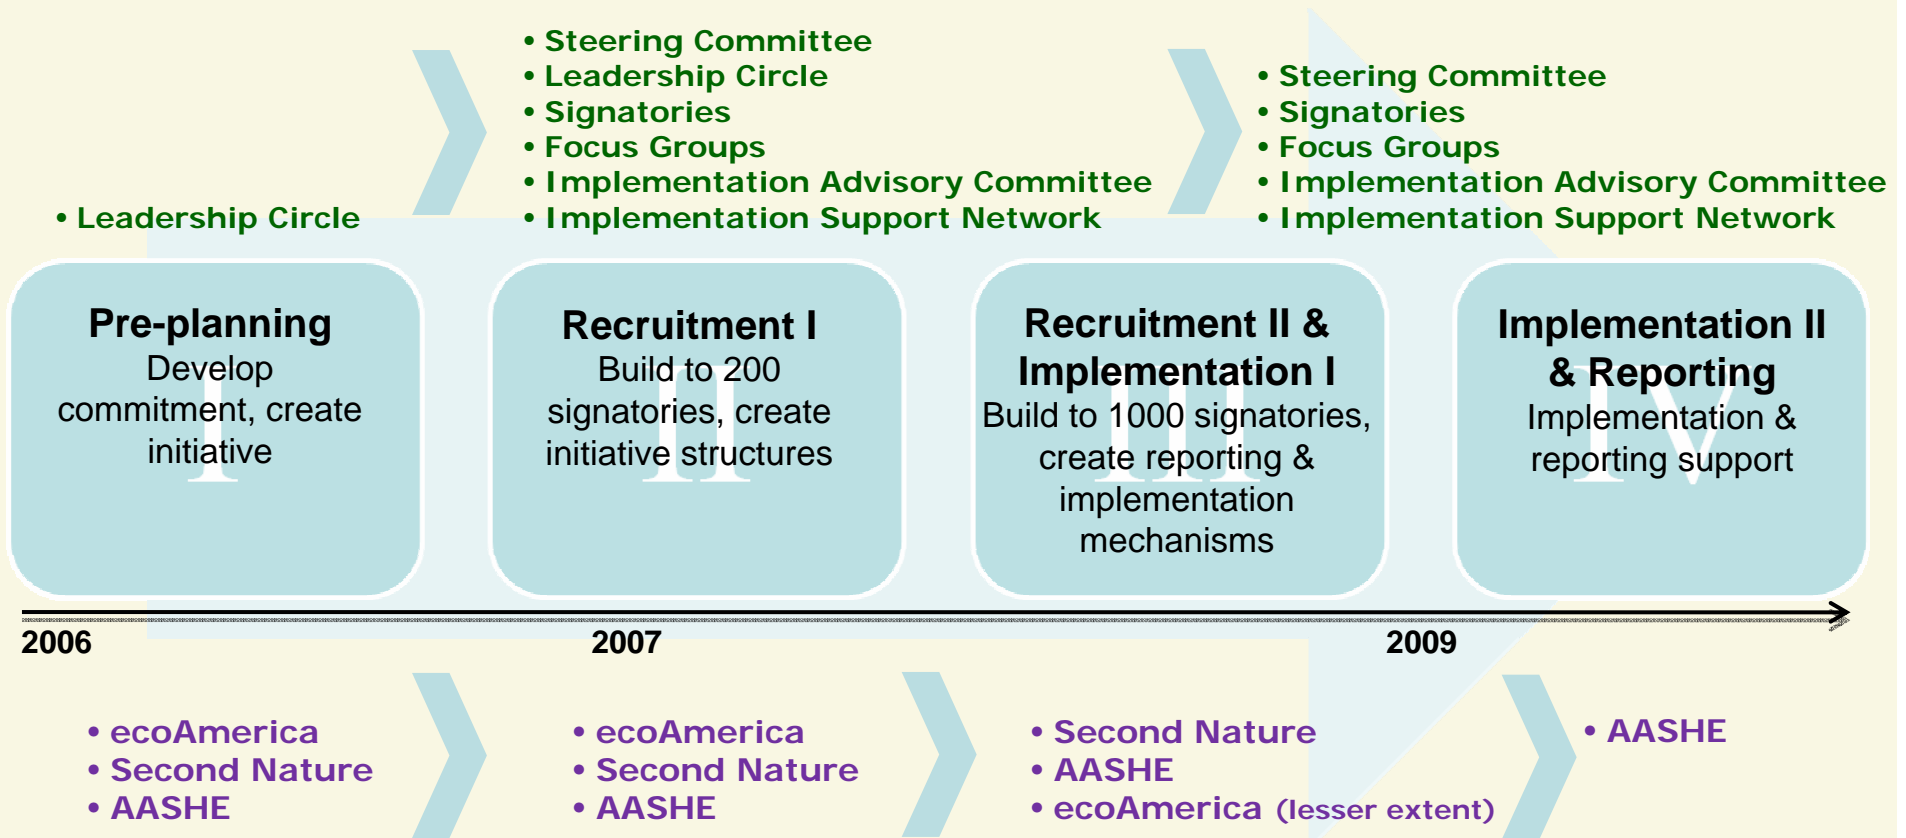 • Steering Committee
• Leadership Circle
• Signatories
• Focus Groups
• Implementation Advisory Committee
• Implementation Support Network
• Steering Committee
• Signatories
• Focus Groups
• Implementation Advisory Committee
• Implementation Support Network
• Leadership Circle
Pre-planning
Develop
commitment, create
initiative
I
Recruitment I
Build to 200
signatories, create
initiative structures
II
Recruitment II &
Implementation I
Build to 1000 signatories,
create reporting &
implementation
mechanisms
III
Implementation II
& Reporting
Implementation &
reporting support
IV
2006
2007
2009
• ecoAmerica
• Second Nature
• AASHE
• ecoAmerica
• Second Nature
• AASHE
• Second Nature
• AASHE
• ecoAmerica (lesser extent)
• AASHE